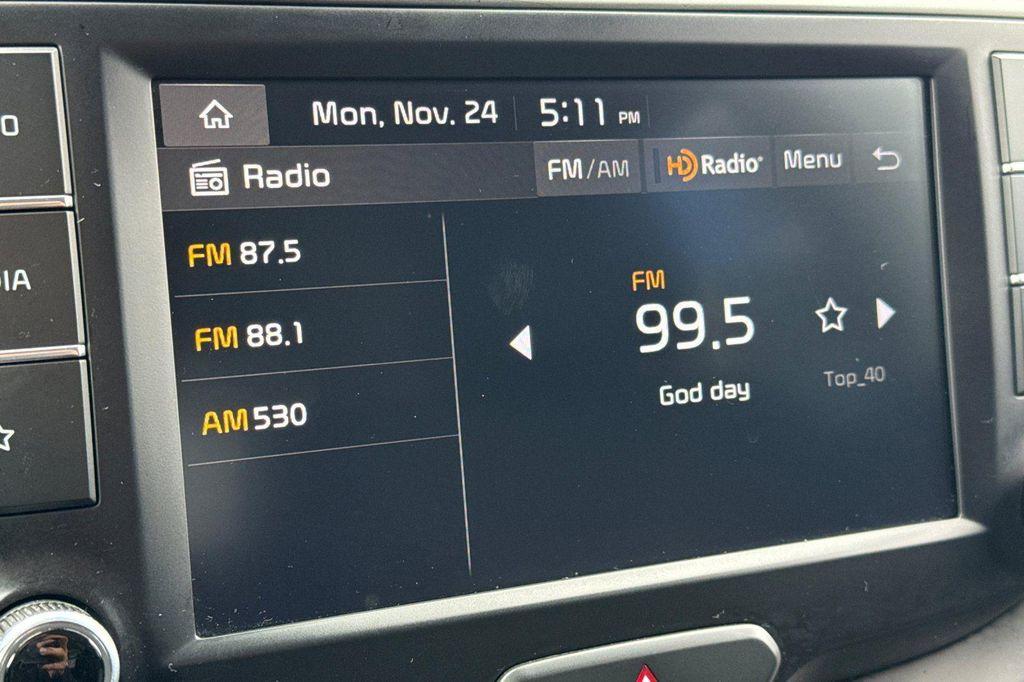 Mon, Nov. 24 5:11 PM
Radio FM/AM HD Radio® Menu
FM 87.5
FM 88.1
AM 530
FM
99.5
God day
Top_40